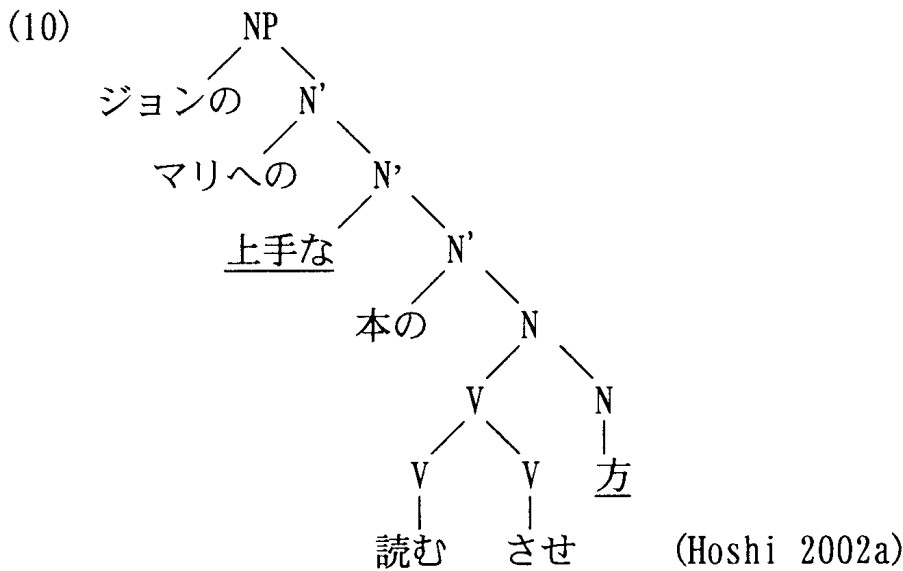 (10) NP
ジョンの N'
マリへの N'
上手な N'
本の N
V N
V V 方
読む させ (Hoshi 2002a)